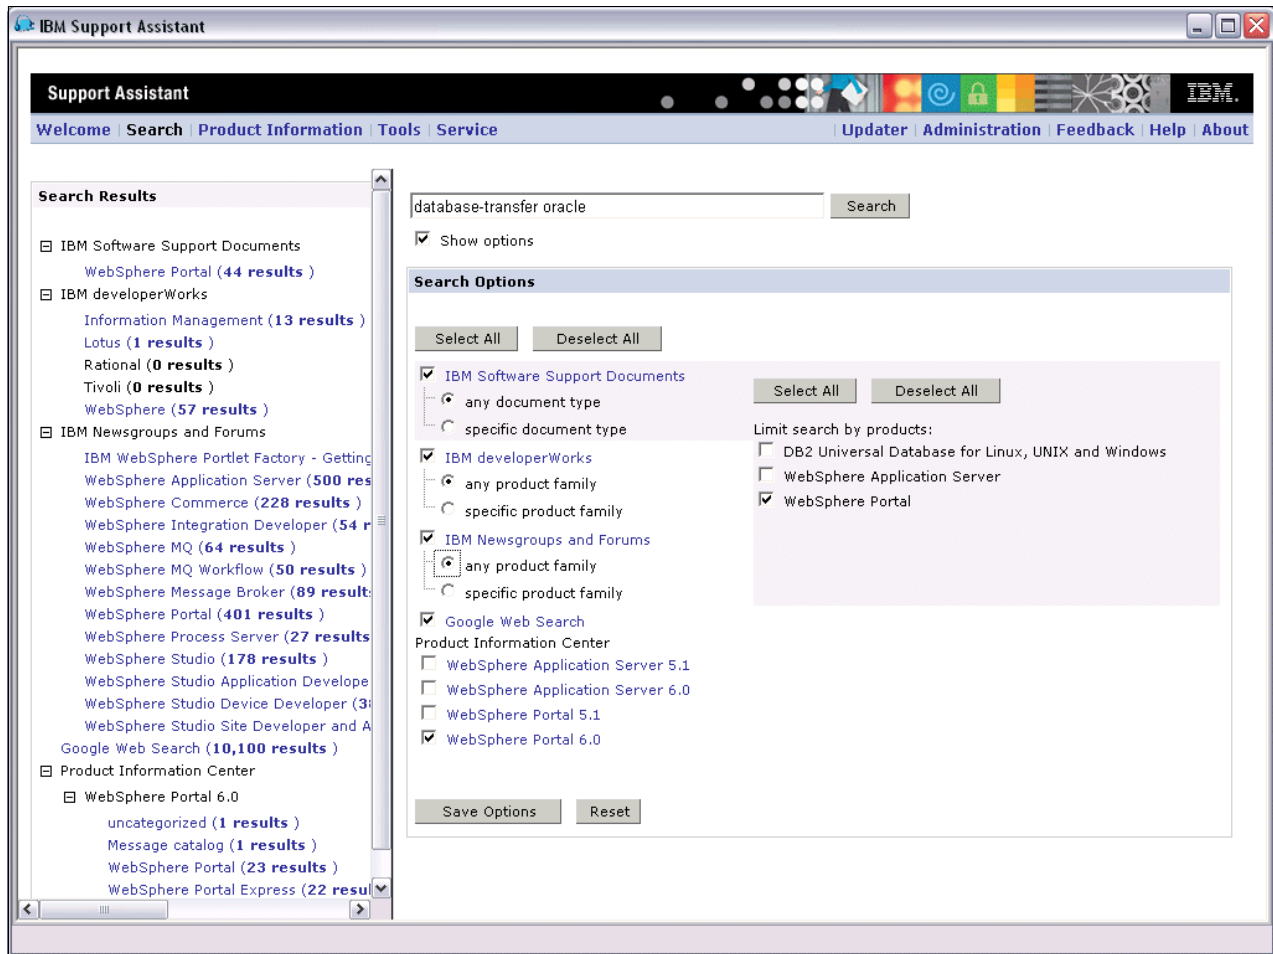 IBM Support Assistant
Support Assistant
IBM.
Welcome | Search | Product Information | Tools | Service
Updater | Administration | Feedback | Help | About
Search Results
IBM Software Support Documents
WebSphere Portal (44 results )
IBM developerWorks
Information Management (13 results )
Lotus (1 results )
Rational (0 results )
Tivoli (0 results )
WebSphere (57 results )
IBM Newsgroups and Forums
IBM WebSphere Portlet Factory - Getting
WebSphere Application Server (500 res
WebSphere Commerce (228 results )
WebSphere Integration Developer (54 r
WebSphere MQ (64 results )
WebSphere MQ Workflow (50 results )
WebSphere Message Broker (89 result
WebSphere Portal (401 results )
WebSphere Process Server (27 results
WebSphere Studio (178 results )
WebSphere Studio Application Develope
WebSphere Studio Device Developer (3
WebSphere Studio Site Developer and A
Google Web Search (10,100 results )
Product Information Center
WebSphere Portal 6.0
uncategorized (1 results )
Message catalog (1 results )
WebSphere Portal (23 results )
WebSphere Portal Express (22 resul
database-transfer oracle
Search
Show options
Search Options
Select All
Deselect All
IBM Software Support Documents
any document type
specific document type
IBM developerWorks
any product family
specific product family
IBM Newsgroups and Forums
any product family
specific product family
Google Web Search
Product Information Center
WebSphere Application Server 5.1
WebSphere Application Server 6.0
WebSphere Portal 5.1
WebSphere Portal 6.0
Save Options
Reset
Select All
Deselect All
Limit search by products:
DB2 Universal Database for Linux, UNIX and Windows
WebSphere Application Server
WebSphere Portal